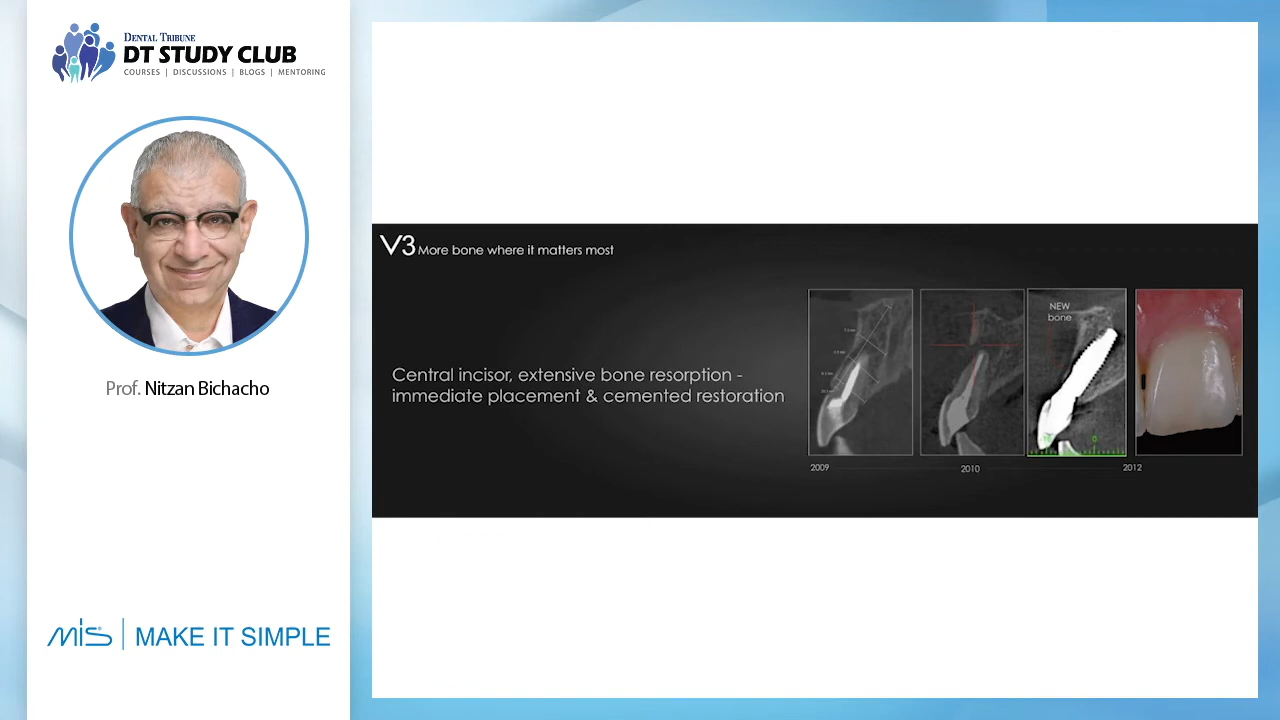 DENTAL TRIBUNE
DT STUDY CLUB
COURSES | DISCUSSIONS | BLOGS | MENTORING
Prof. Nitzan Bichacho
mis® | MAKE IT SIMPLE
V3 More bone where it matters most
Central incisor, extensive bone resorption -
immediate placement & cemented restoration
NEW
bone
0
2009
2010
2012